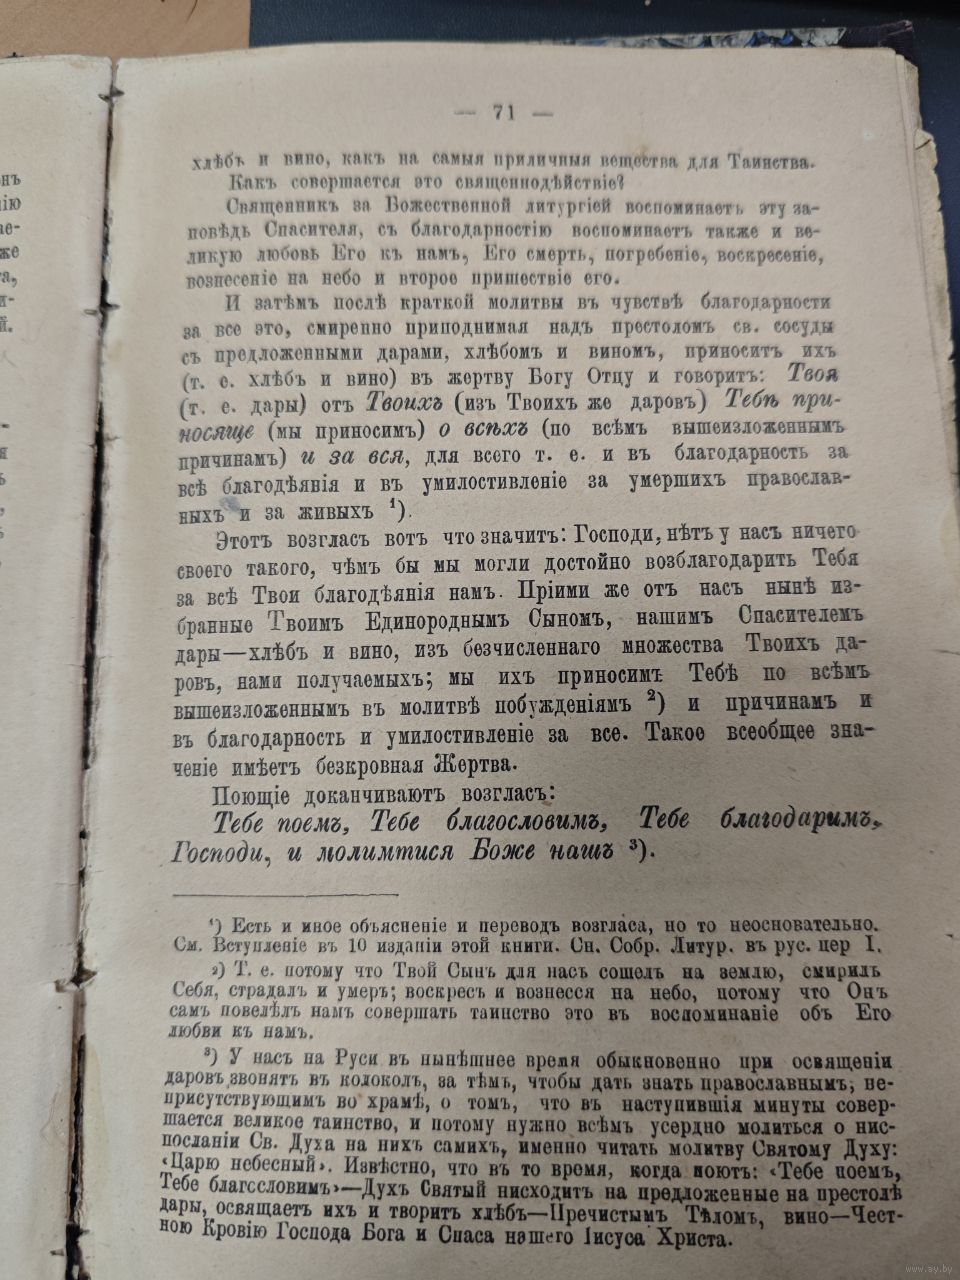 — 71 —
хлѣбъ и вино, какъ на самыя приличныя вещества для Таинства.
Какъ совершается это священнодѣйствіе?
Священникъ за Божественной литургіей воспоминаетъ эту за-
повѣдь Спасителя, съ благодарностію воспоминаетъ также и ве-
ликую любовь Его къ намъ, Его смерть, погребеніе, воскресеніе,
вознесеніе на небо и второе пришествіе его.
И затѣмъ послѣ краткой молитвы въ чувствѣ благодарности
за все это, смиренно приподнимая надъ престоломъ св. сосуды
съ предложенными дарами, хлѣбомъ и виномъ, приноситъ ихъ
(т. е. хлѣбъ и вино) въ жертву Богу Отцу и говоритъ: Твоя
(т. е. дары) отъ Твоихъ (изъ Твоихъ же даровъ) Тебѣ при-
носяще (мы приносимъ) о всѣхъ (по всѣмъ вышеизложеннымъ
причинамъ) и за вся, для всего т. е. и въ благодарность за
всѣ благодѣянія и въ умилостивленіе за умершихъ православ-
ныхъ и за живыхъ ¹).
Этотъ возгласъ вотъ что значитъ: Господи, нѣтъ у насъ ничего
своего такого, чѣмъ бы мы могли достойно возблагодарить Тебя
за всѣ Твои благодѣянія намъ. Пріими же отъ насъ нынѣ из-
бранные Твоимъ Единороднымъ Сыномъ, нашимъ Спасителемъ
дары—хлѣбъ и вино, изъ безчисленнаго множества Твоихъ да-
ровъ, нами получаемыхъ; мы ихъ приносимъ Тебѣ по всѣмъ
вышеизложеннымъ въ молитвѣ побужденіямъ ²) и причинамъ и
въ благодарность и умилостивленіе за все. Такое всеобщее зна-
ченіе имѣетъ безкровная Жертва.
Поющіе доканчиваютъ возгласъ:
Тебе поемъ, Тебе благословимъ, Тебе благодаримъ,
Господи, и молимтися Боже нашъ ³).
¹) Есть и иное объясненіе и переводъ возгласа, но то неосновательно.
См. Вступленіе въ 10 изданіи этой книги. Сн. Собр. Литур. въ рус. цер I.
²) Т. е. потому что Твой Сынъ для насъ сошелъ на землю, смирилъ
Себя, страдалъ и умеръ; воскресъ и вознесся на небо, потому что Онъ
самъ повелѣлъ намъ совершать таинство это въ воспоминаніе объ Его
любви къ намъ.
³) У насъ на Руси въ нынѣшнее время обыкновенно при освященіи
даровъ звонятъ въ колоколъ, за тѣмъ, чтобы дать знать православнымъ, не-
присутствующимъ во храмѣ, о томъ, что въ наступившія минуты совер-
шается великое таинство, и потому нужно всѣмъ усердно молиться о нис-
посланіи Св. Духа на нихъ самихъ, именно читать молитву Святому Духу:
«Царю небесный». Извѣстно, что въ то время, когда поютъ: «Тебе поемъ,
Тебе благословимъ»—Духъ Святый нисходитъ на предложенные на престолѣ
дары, освящаетъ ихъ и творитъ хлѣбъ—Пречистымъ Тѣломъ, вино—Чест-
ною Кровію Господа Бога и Спаса нашего Іисуса Христа.
нъ
ію
ае-
же
та,
и-
й.
www.ay.by